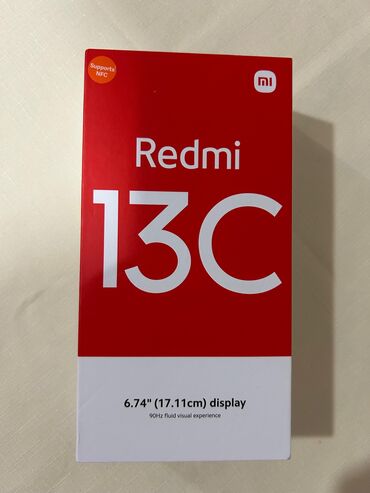 Supports
NFC
mi
Redmi
13C
6.74" (17.11cm) display
90Hz fluid visual experience